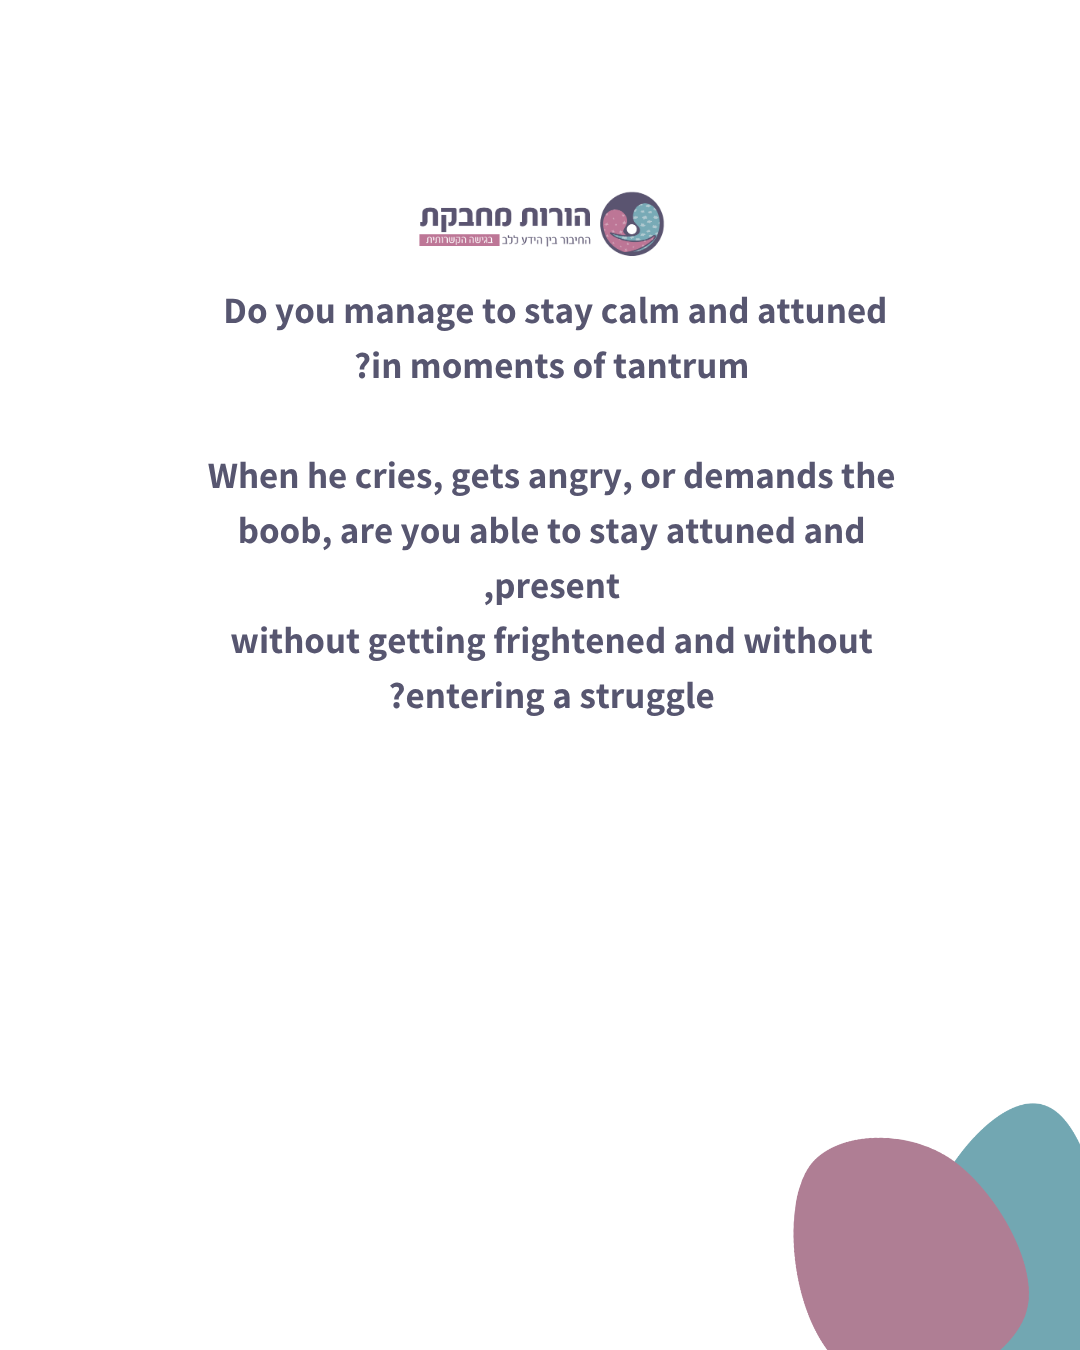 הורות מחבקת
החיבור בין הידע ללב בגישה הקשרותית
Do you manage to stay calm and attuned
?in moments of tantrum
When he cries, gets angry, or demands the
boob, are you able to stay attuned and
,present
without getting frightened and without
?entering a struggle